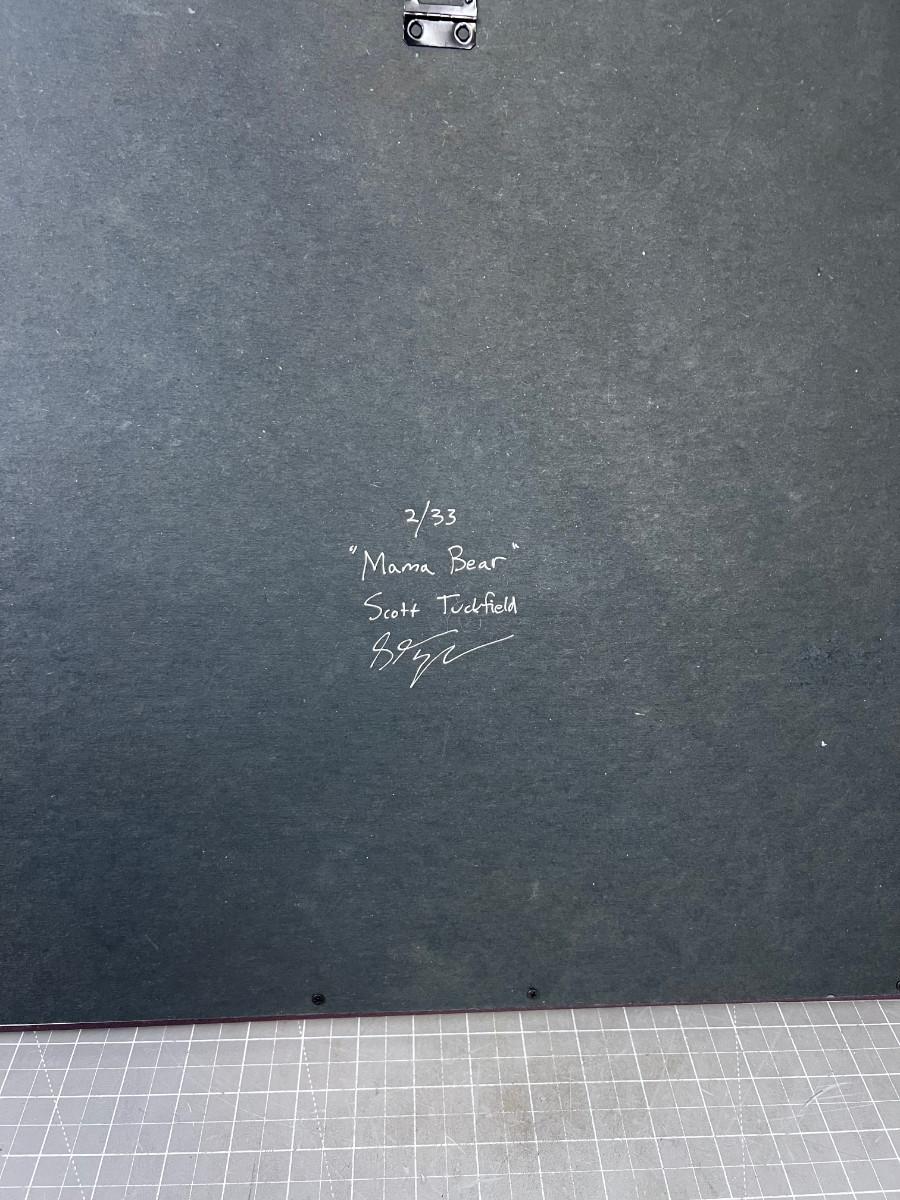 2/33
"Mama Bear"
Scott Tuckfield